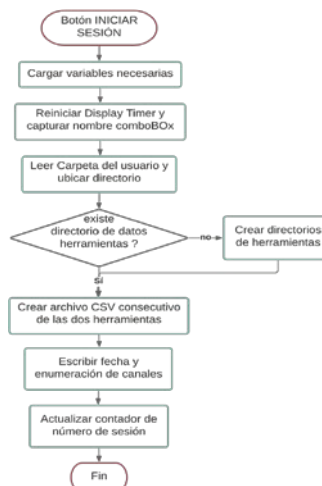 Botón INICIAR
SESIÓN
Cargar variables necesarias
Reiniciar Display Timer y
capturar nombre comboBOx
Leer Carpeta del usuario y
ubicar directorio
existe
directorio de datos
herramientas ?
no
Crear directorios
de herramientas
sí
Crear archivo CSV consecutivo
de las dos herramientas
Escribir fecha y
enumeración de canales
Actualizar contador de
número de sesión
Fin